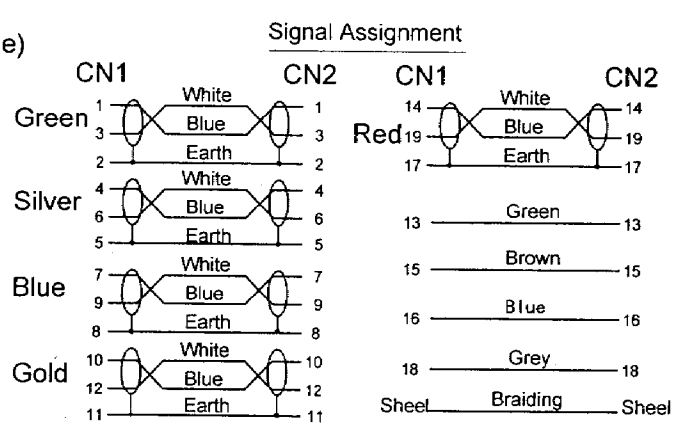 e)
Signal Assignment
CN1 CN2
Green
1 White 1
3 Blue 3
2 Earth 2
Silver
4 White 4
6 Blue 6
5 Earth 5
Blue
7 White 7
9 Blue 9
8 Earth 8
Gold
10 White 10
12 Blue 12
11 Earth 11
CN1 CN2
Red
14 White 14
19 Blue 19
17 Earth 17
13 Green 13
15 Brown 15
16 Blue 16
18 Grey 18
Sheel Braiding Sheel